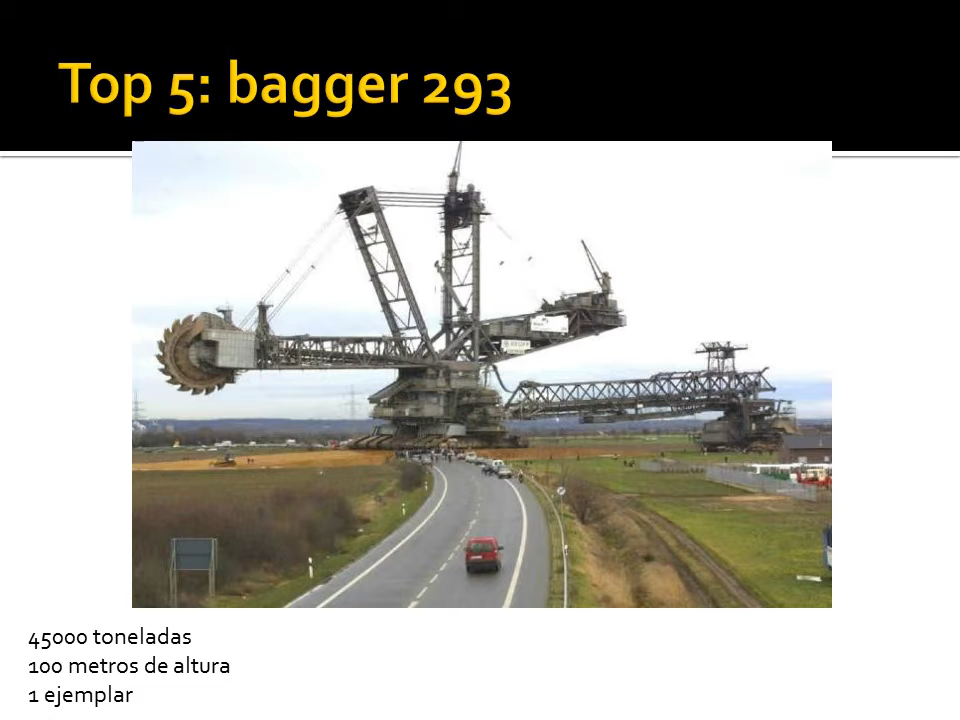 Top 5: bagger 293
45000 toneladas
100 metros de altura
1 ejemplar